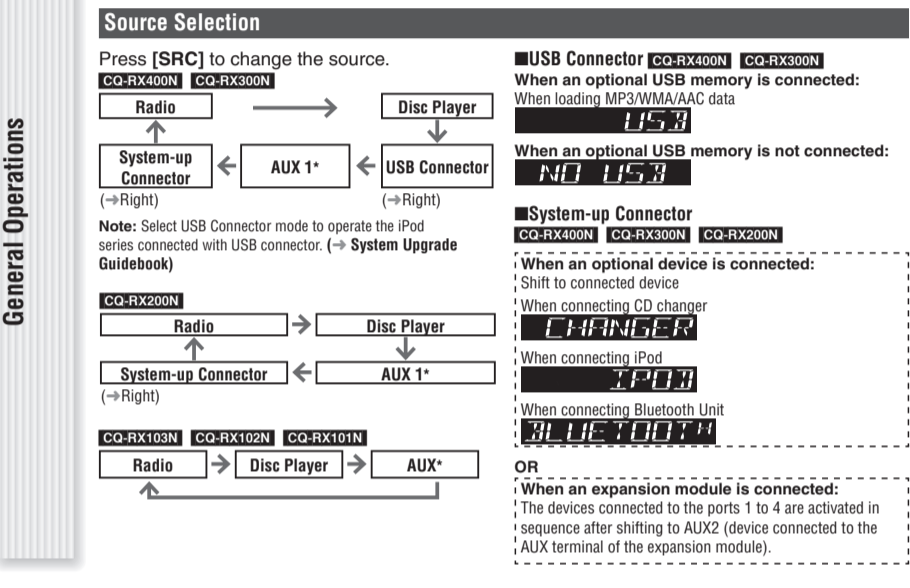 Source Selection
General Operations
Press [SRC] to change the source.
CQ-RX400N CQ-RX300N
Radio
Disc Player
System-up
Connector
AUX 1*
USB Connector
(→Right)
(→Right)
Note: Select USB Connector mode to operate the iPod
series connected with USB connector. (→ System Upgrade
Guidebook)
CQ-RX200N
Radio
Disc Player
System-up Connector
AUX 1*
(→Right)
CQ-RX103N CQ-RX102N CQ-RX101N
Radio
Disc Player
AUX*
■USB Connector CQ-RX400N CQ-RX300N
When an optional USB memory is connected:
When loading MP3/WMA/AAC data
USB
When an optional USB memory is not connected:
NO USB
■System-up Connector
CQ-RX400N CQ-RX300N CQ-RX200N
When an optional device is connected:
Shift to connected device
When connecting CD changer
CHANGER
When connecting iPod
IPOD
When connecting Bluetooth Unit
BLUETOOTH
OR
When an expansion module is connected:
The devices connected to the ports 1 to 4 are activated in
sequence after shifting to AUX2 (device connected to the
AUX terminal of the expansion module).